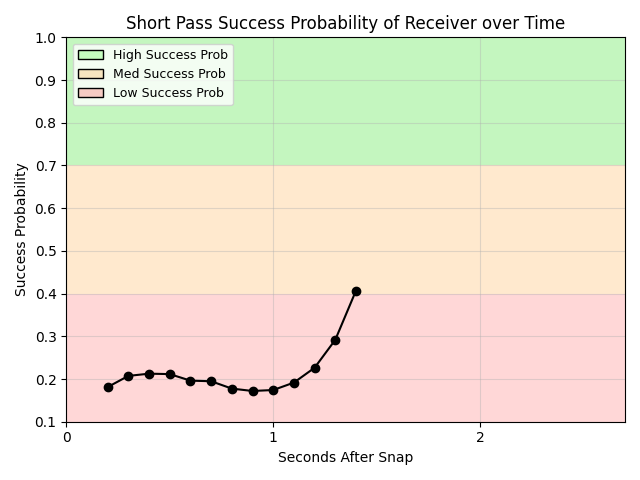 Short Pass Success Probability of Receiver over Time
1.0
High Success Prob
0.9
Med Success Prob
Low Success Prob
0.8
0.7
0.6
0.5
0.4
0.3
0.2
0.1
Success Probability
0 1 2
Seconds After Snap